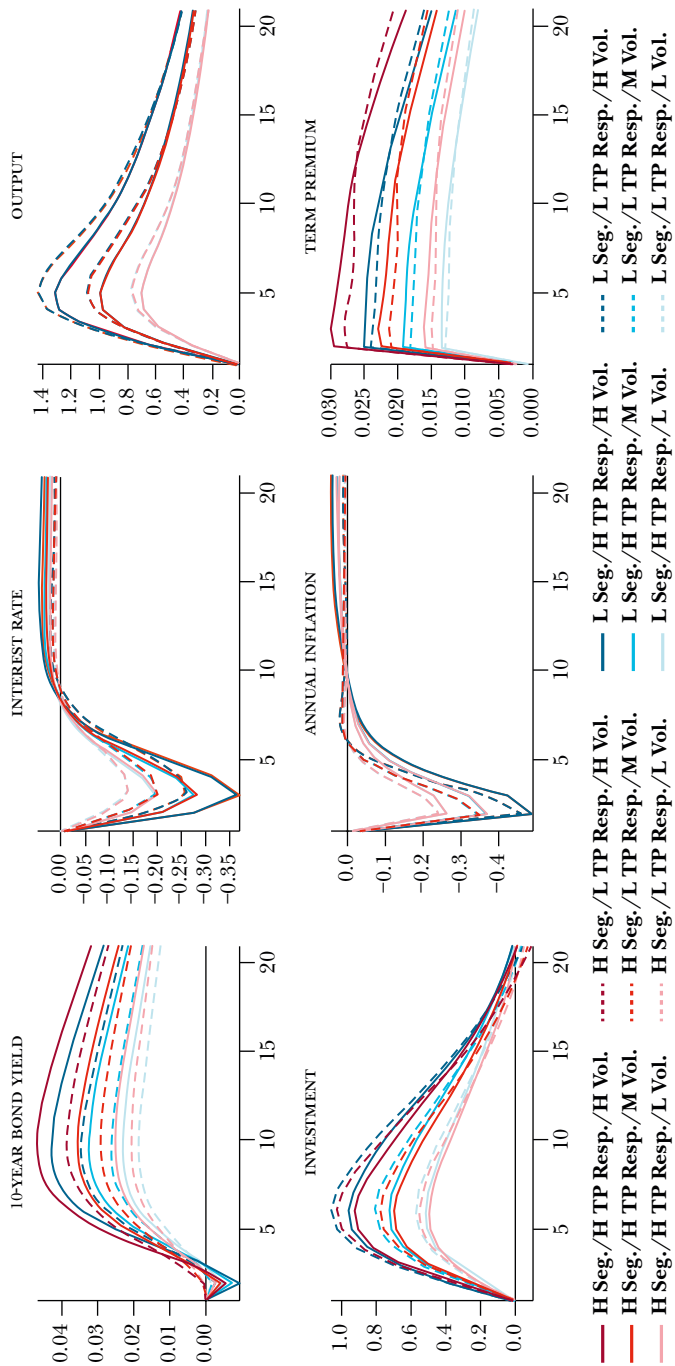 10-YEAR BOND YIELD
0.04
0.03
0.02
0.01
0.00
5 10 15 20
INTEREST RATE
0.00
−0.05
−0.10
−0.15
−0.20
−0.25
−0.30
−0.35
5 10 15 20
OUTPUT
1.4
1.2
1.0
0.8
0.6
0.4
0.2
0.0
5 10 15 20
INVESTMENT
1.0
0.8
0.6
0.4
0.2
0.0
5 10 15 20
ANNUAL INFLATION
0.0
−0.1
−0.2
−0.3
−0.4
5 10 15 20
TERM PREMIUM
0.030
0.025
0.020
0.015
0.010
0.005
0.000
5 10 15 20
H Seg./H TP Resp./H Vol. H Seg./L TP Resp./H Vol. L Seg./H TP Resp./H Vol. L Seg./L TP Resp./H Vol.
H Seg./H TP Resp./M Vol. H Seg./L TP Resp./M Vol. L Seg./H TP Resp./M Vol. L Seg./L TP Resp./M Vol.
H Seg./H TP Resp./L Vol. H Seg./L TP Resp./L Vol. L Seg./H TP Resp./L Vol. L Seg./L TP Resp./L Vol.